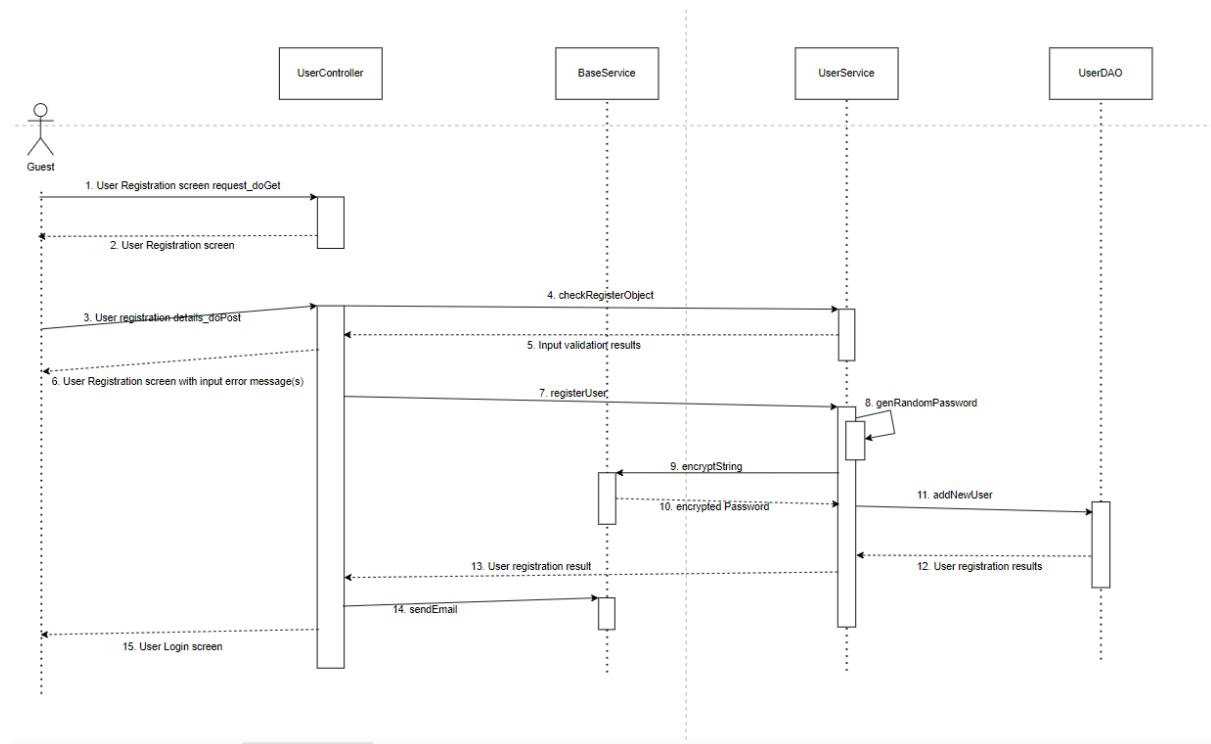 UserController
BaseService
UserService
UserDAO
Guest
1. User Registration screen request_doGet
2. User Registration screen
4. checkRegisterObject
3. User registration details_doPost
5. Input validation results
6. User Registration screen with input error message(s)
7. registerUser
8. genRandomPassword
9. encryptString
11. addNewUser
10. encrypted Password
13. User registration result
12. User registration results
14. sendEmail
15. User Login screen